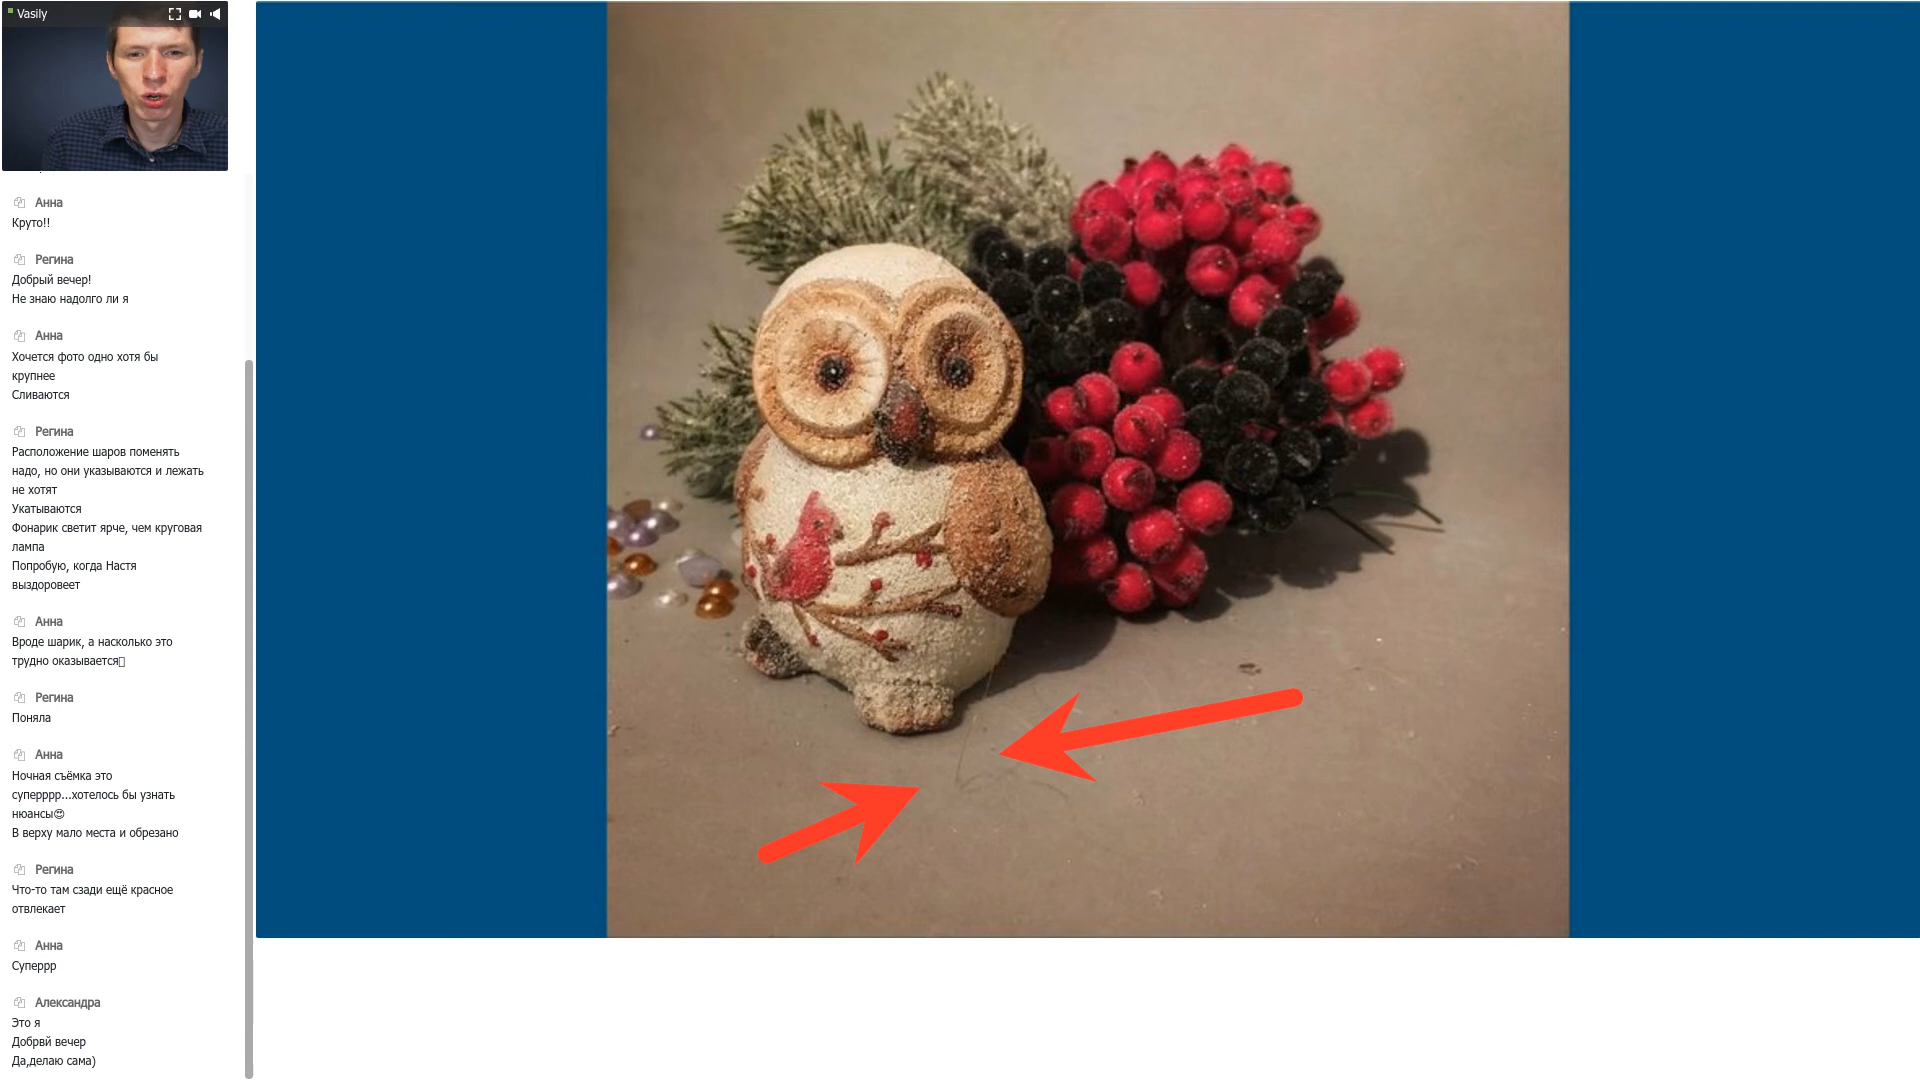 Vasily
Анна
Круто!!
Регина
Добрый вечер!
Не знаю надолго ли я
Анна
Хочется фото одно хотя бы
крупнее
Сливаются
Регина
Расположение шаров поменять
надо, но они указываются и лежать
не хотят
Укатываются
Фонарик светит ярче, чем круговая
лампа
Попробую, когда Настя
выздоровеет
Анна
Вроде шарик, а насколько это
трудно оказывается
Регина
Поняла
Анна
Ночная съёмка это
суперррр...хотелось бы узнать
нюансы😍
В верху мало места и обрезано
Регина
Что-то там сзади ещё красное
отвлекает
Анна
Суперрр
Александра
Это я
Добрвй вечер
Да,делаю сама)